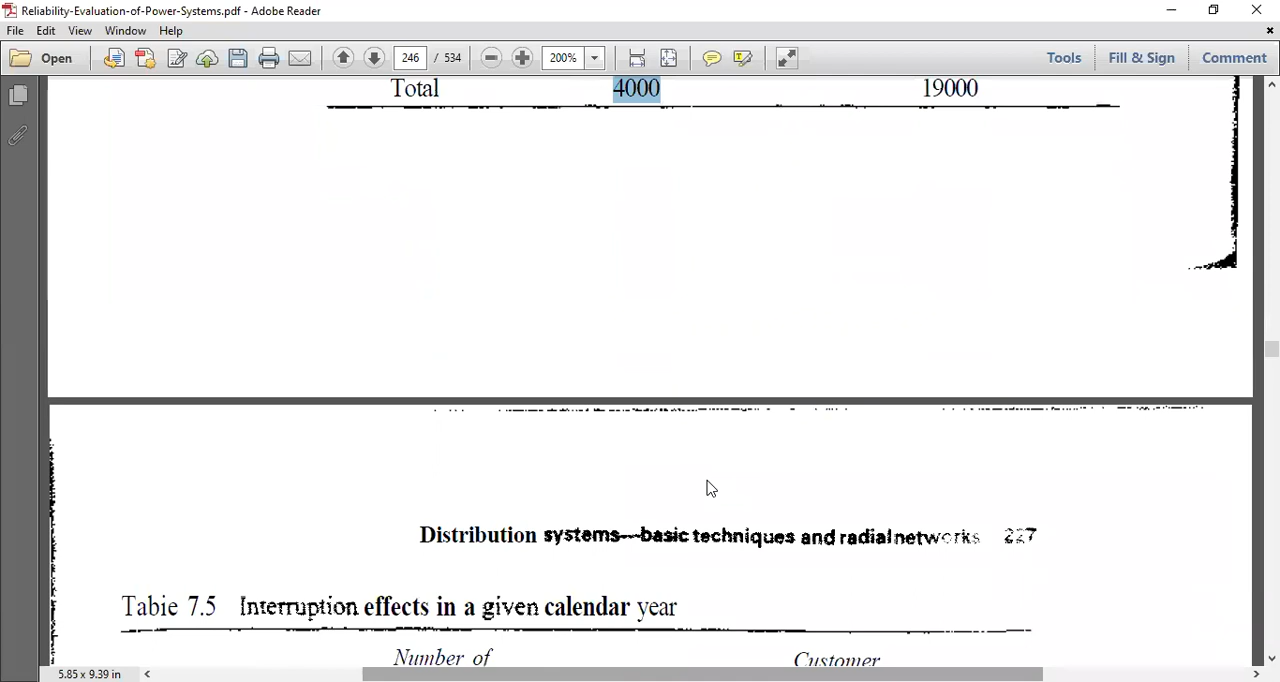 Reliability-Evaluation-of-Power-Systems.pdf - Adobe Reader
File Edit View Window Help
Open 246 / 534 200% Tools Fill & Sign Comment
Total 4000 19000
Distribution systems—basic techniques and radial networks 227
Tabie 7.5 Interruption effects in a given calendar year
Number of Customer
5.85 x 9.39 in